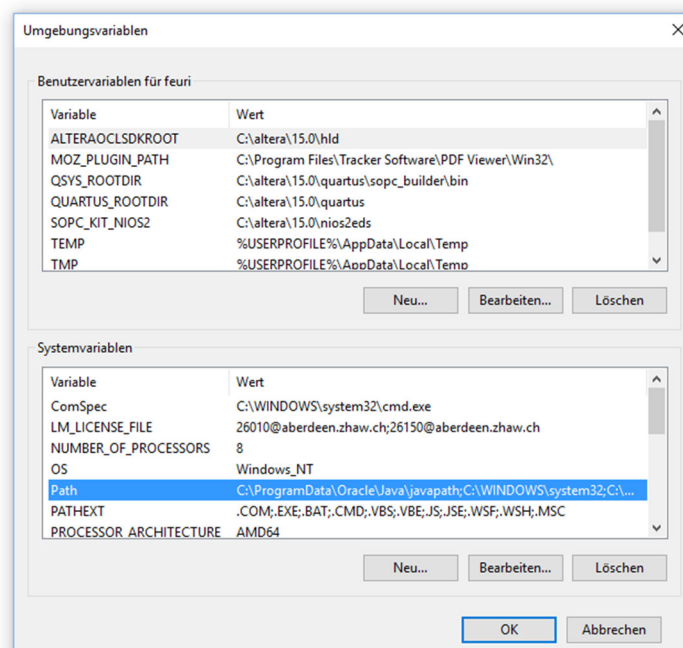 Umgebungsvariablen
Benutzervariablen für feuri
Variable Wert
ALTERAOCLSDKROOT C:\altera\15.0\hld
MOZ_PLUGIN_PATH C:\Program Files\Tracker Software\PDF Viewer\Win32\
QSYS_ROOTDIR C:\altera\15.0\quartus\sopc_builder\bin
QUARTUS_ROOTDIR C:\altera\15.0\quartus
SOPC_KIT_NIOS2 C:\altera\15.0\nios2eds
TEMP %USERPROFILE%\AppData\Local\Temp
TMP %USERPROFILE%\AppData\Local\Temp
Neu... Bearbeiten... Löschen
Systemvariablen
Variable Wert
ComSpec C:\WINDOWS\system32\cmd.exe
LM_LICENSE_FILE 26010@aberdeen.zhaw.ch;26150@aberdeen.zhaw.ch
NUMBER_OF_PROCESSORS 8
OS Windows_NT
Path C:\ProgramData\Oracle\Java\javapath;C:\WINDOWS\system32;C:\...
PATHEXT .COM;.EXE;.BAT;.CMD;.VBS;.VBE;.JS;.JSE;.WSF;.WSH;.MSC
PROCESSOR_ARCHITECTURE AMD64
Neu... Bearbeiten... Löschen
OK Abbrechen